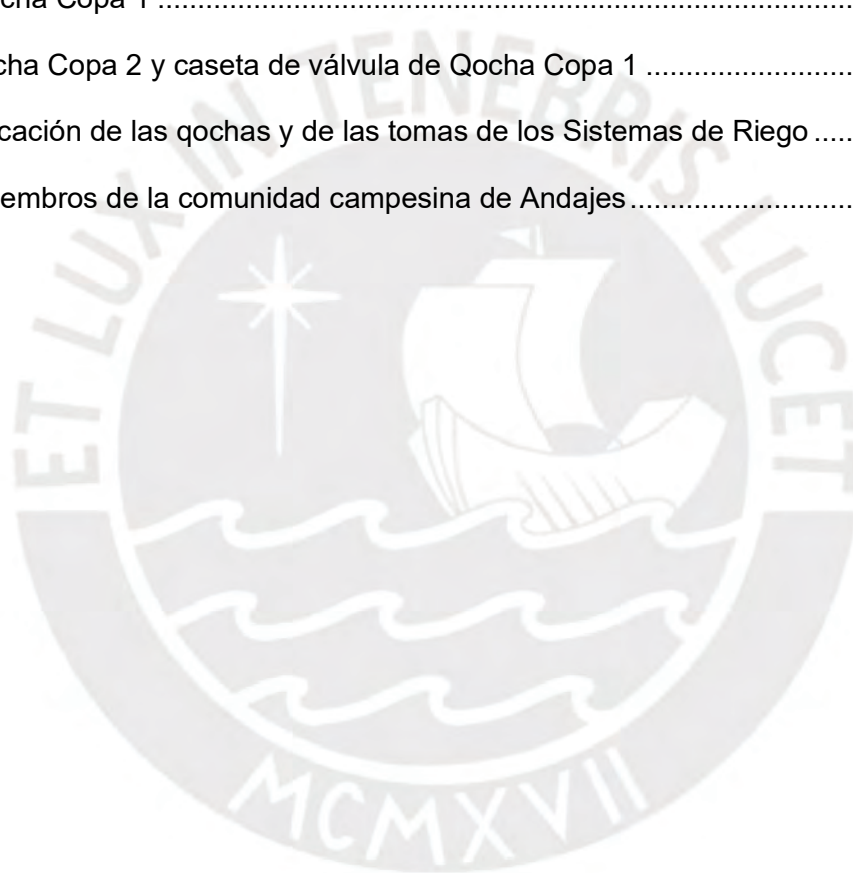 cha Copa 1 ...............................................................................................
cha Copa 2 y caseta de válvula de Qocha Copa 1 ............................
cación de las qochas y de las tomas de los Sistemas de Riego .....
embros de la comunidad campesina de Andajes..............................
ET LUX IN TENEBRIS LUCET
MCMXVII